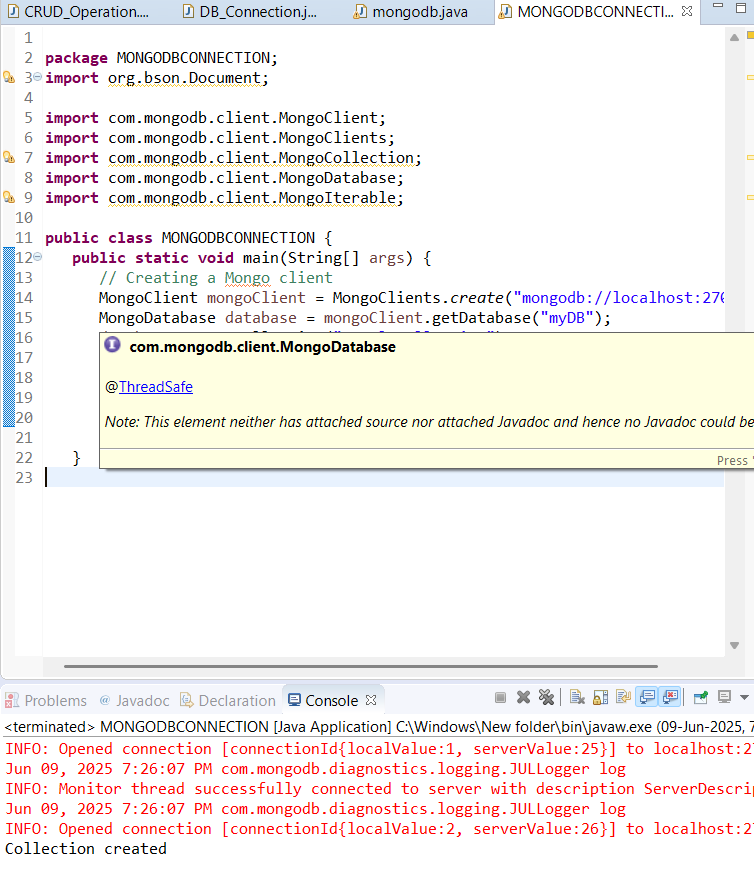 CRUD_Operation.... DB_Connection.j... mongodb.java MONGODBCONNECTI...
1
2 package MONGODBCONNECTION;
3 import org.bson.Document;
4
5 import com.mongodb.client.MongoClient;
6 import com.mongodb.client.MongoClients;
7 import com.mongodb.client.MongoCollection;
8 import com.mongodb.client.MongoDatabase;
9 import com.mongodb.client.MongoIterable;
10
11 public class MONGODBCONNECTION {
12 public static void main(String[] args) {
13 // Creating a Mongo client
14 MongoClient mongoClient = MongoClients.create("mongodb://localhost:270
15 MongoDatabase database = mongoClient.getDatabase("myDB");
16
17 com.mongodb.client.MongoDatabase
18
19 @ThreadSafe
20 Note: This element neither has attached source nor attached Javadoc and hence no Javadoc could be
21
22 }
Press
23
Problems @ Javadoc Declaration Console
<terminated> MONGODBCONNECTION [Java Application] C:\Windows\New folder\bin\javaw.exe (09-Jun-2025, 7
INFO: Opened connection [connectionId{localValue:1, serverValue:25}] to localhost:27
Jun 09, 2025 7:26:07 PM com.mongodb.diagnostics.logging.JULLogger log
INFO: Monitor thread successfully connected to server with description ServerDescrip
Jun 09, 2025 7:26:07 PM com.mongodb.diagnostics.logging.JULLogger log
INFO: Opened connection [connectionId{localValue:2, serverValue:26}] to localhost:27
Collection created